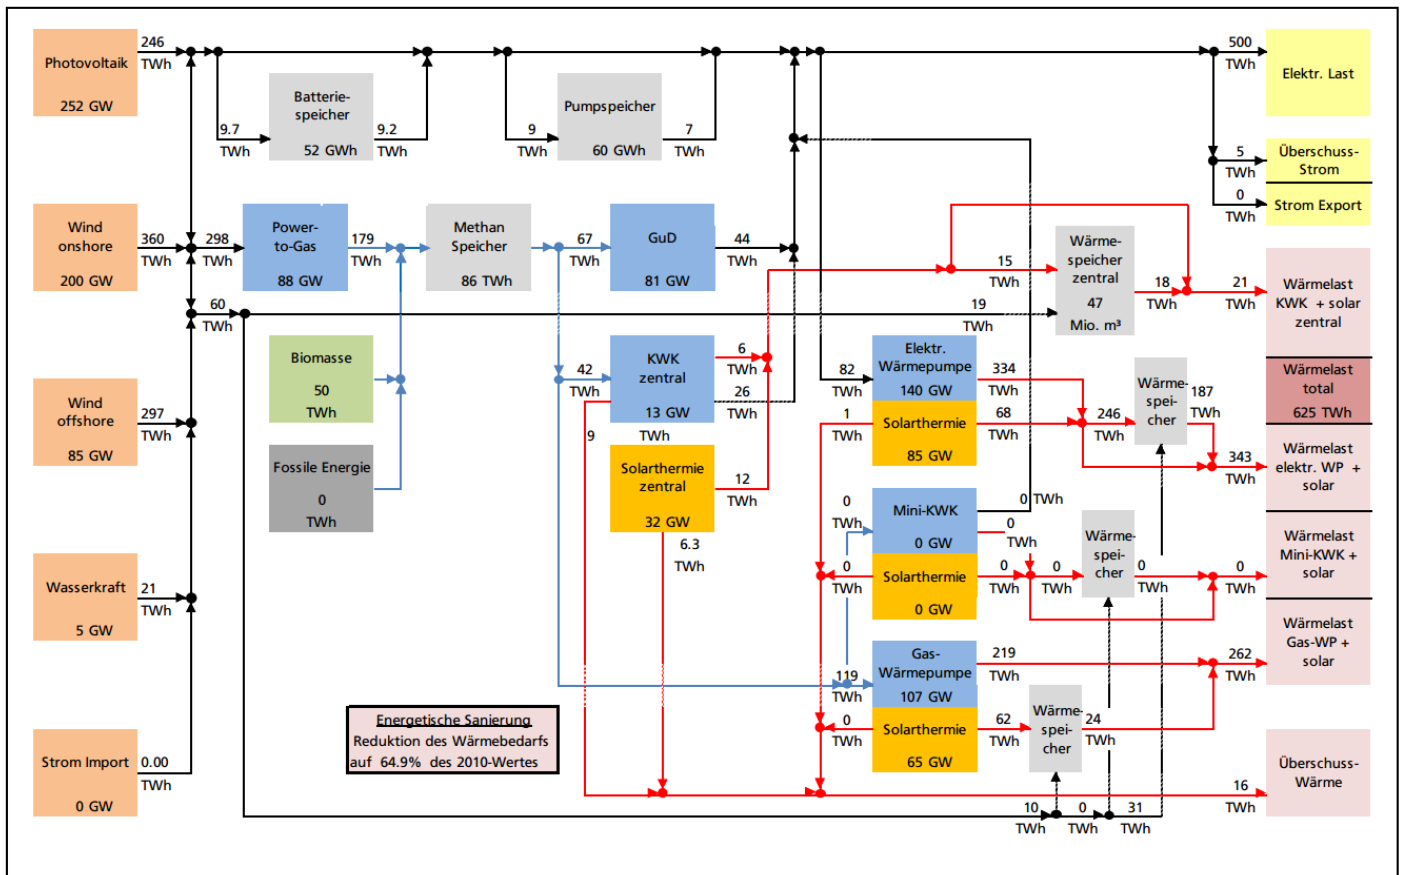 246
TWh
Photovoltaik
252 GW
Batterie-
speicher
52 GWh
9.7
TWh
9.2
TWh
Pumpspeicher
60 GWh
9
TWh
7
TWh
500
TWh
Elektr. Last
5
TWh
Überschuss-
Strom
0
TWh
Strom Export
Wind
onshore
200 GW
360
TWh
298
TWh
Power-
to-Gas
88 GW
179
TWh
Methan
Speicher
86 TWh
67
TWh
GuD
81 GW
44
TWh
15
TWh
Wärme-
speicher
zentral
47
Mio. m³
18
TWh
21
TWh
Wärmelast
KWK + solar
zentral
60
TWh
19
TWh
Biomasse
50
TWh
42
TWh
KWK
zentral
13 GW
6
TWh
26
TWh
9
TWh
82
TWh
Elektr.
Wärmepumpe
140 GW
334
TWh
1
TWh
Solarthermie
85 GW
68
TWh
246
TWh
Wärme-
spei-
cher
187
TWh
Wärmelast
total
625 TWh
343
TWh
Wärmelast
elektr. WP +
solar
Wind
offshore
85 GW
297
TWh
Fossile Energie
0
TWh
Solarthermie
zentral
32 GW
12
TWh
6.3
TWh
0
TWh
Mini-KWK
0 GW
0 TWh
0
TWh
0
TWh
Solarthermie
0 GW
0
TWh
0
TWh
Wärme-
spei-
cher
0
TWh
0
TWh
Wärmelast
Mini-KWK +
solar
Wasserkraft
5 GW
21
TWh
119
TWh
Gas-
Wärmepumpe
107 GW
219
TWh
262
TWh
Wärmelast
Gas-WP +
solar
0
TWh
Solarthermie
65 GW
62
TWh
Wärme-
spei-
cher
24
TWh
Strom Import
0 GW
0.00
TWh
Energetische Sanierung
Reduktion des Wärmebedarfs
auf 64.9% des 2010-Wertes
16
TWh
Überschuss-
Wärme
10
TWh
0
TWh
31
TWh